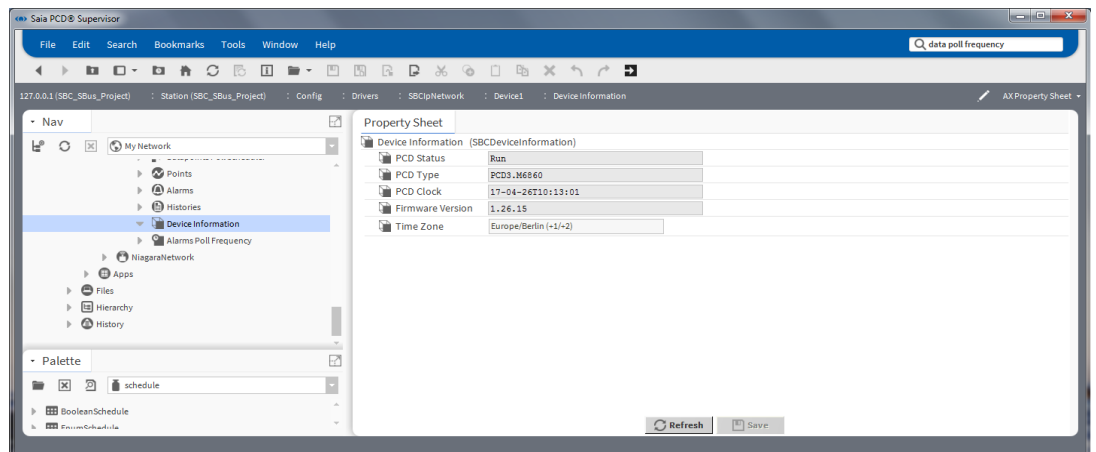 Saia PCD® Supervisor
File Edit Search Bookmarks Tools Window Help
data poll frequency
127.0.0.1 (SBC_SBus_Project) : Station (SBC_SBus_Project) : Config : Drivers : SBCIpNetwork : Device1 : Device Information
AX Property Sheet
Nav
My Network
Points
Alarms
Histories
Device Information
Alarms Poll Frequency
NiagaraNetwork
Apps
Files
Hierarchy
History
Palette
schedule
BooleanSchedule
EnumSchedule
Property Sheet
Device Information (SBCDeviceInformation)
PCD Status Run
PCD Type PCD3.M6860
PCD Clock 17-04-26T10:13:01
Firmware Version 1.26.15
Time Zone Europe/Berlin (+1/+2)
Refresh Save